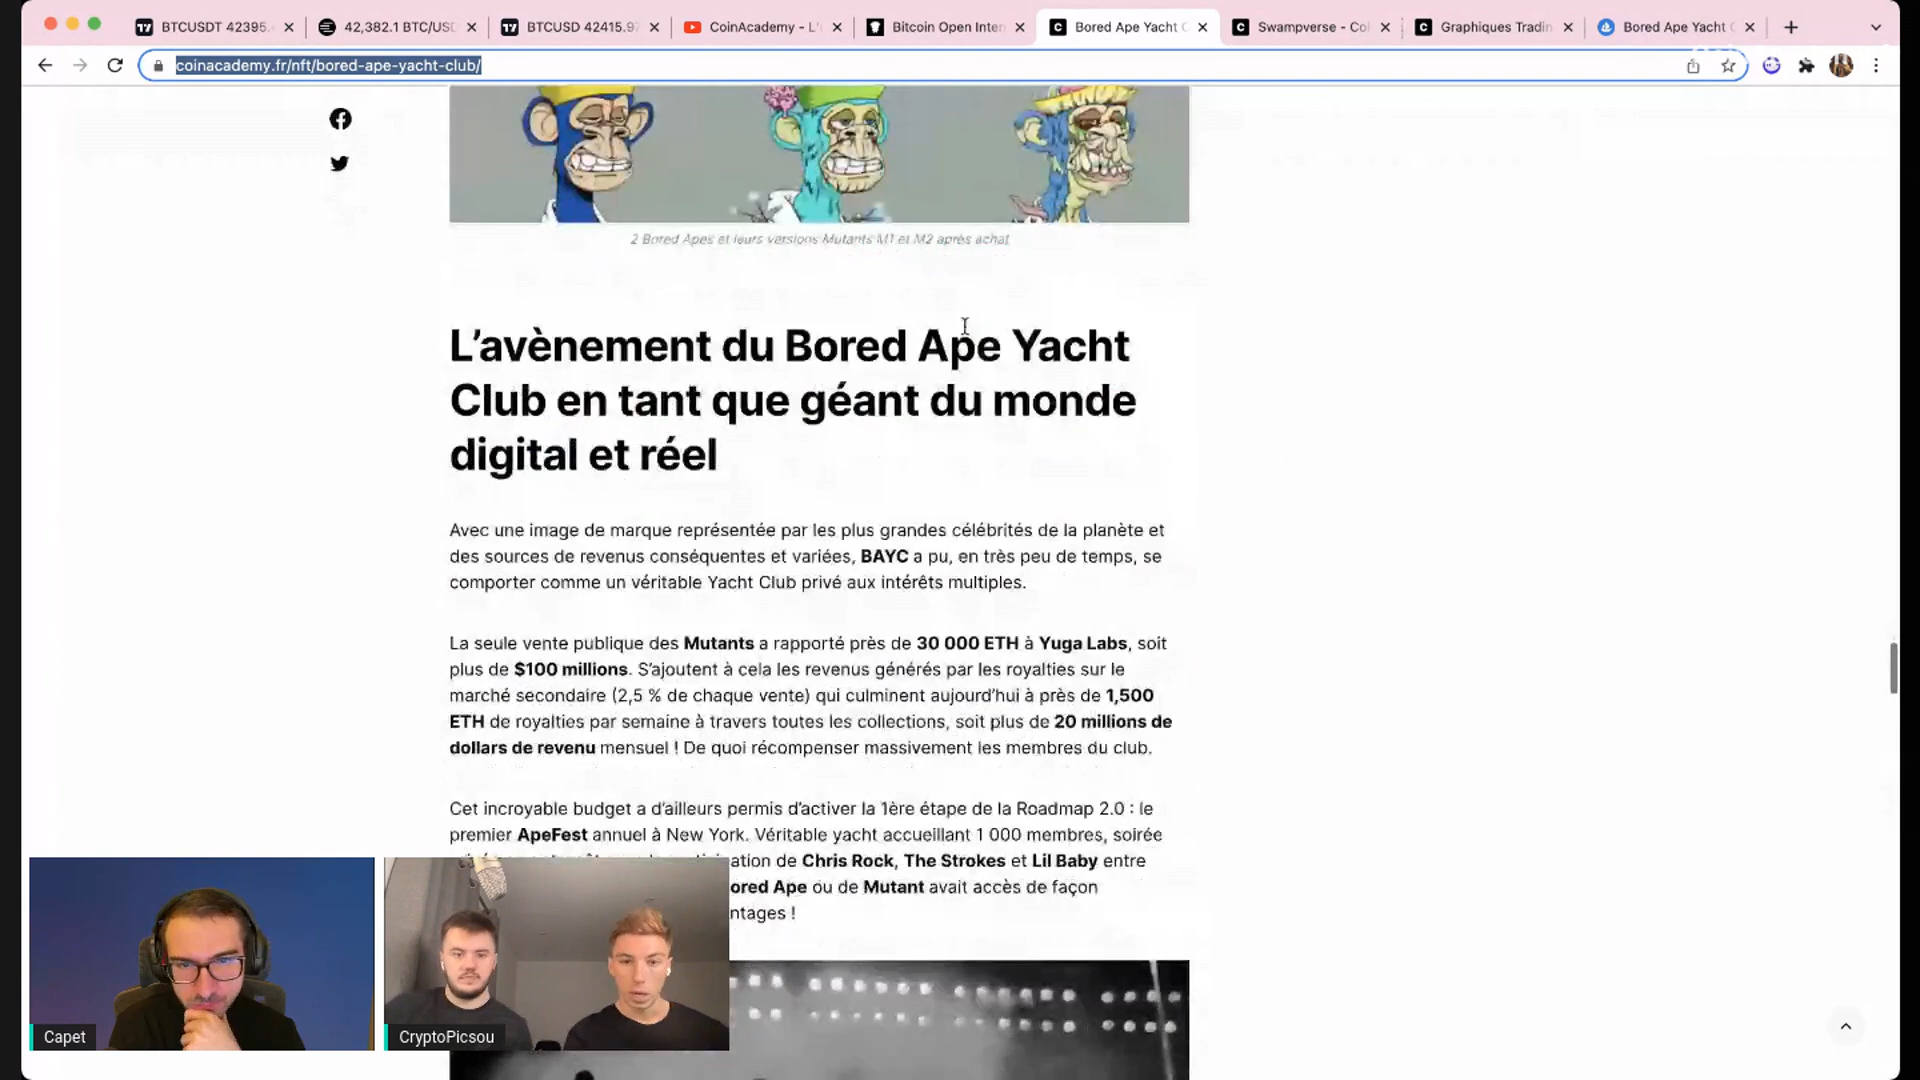 BTCUSDT 42395.
42,382.1 BTC/USD
BTCUSD 42415.9
CoinAcademy - L'
Bitcoin Open Inter
Bored Ape Yacht C
Swampverse - Co
Graphiques Tradin
Bored Ape Yacht C
coinacademy.fr/nft/bored-ape-yacht-club/
2 Bored Apes et leurs versions Mutants M1 et M2 après achat
L'avènement du Bored Ape Yacht
Club en tant que géant du monde
digital et réel
Avec une image de marque représentée par les plus grandes célébrités de la planète et
des sources de revenus conséquentes et variées, BAYC a pu, en très peu de temps, se
comporter comme un véritable Yacht Club privé aux intérêts multiples.
La seule vente publique des Mutants a rapporté près de 30 000 ETH à Yuga Labs, soit
plus de $100 millions. S'ajoutent à cela les revenus générés par les royalties sur le
marché secondaire (2,5 % de chaque vente) qui culminent aujourd'hui à près de 1,500
ETH de royalties par semaine à travers toutes les collections, soit plus de 20 millions de
dollars de revenu mensuel ! De quoi récompenser massivement les membres du club.
Cet incroyable budget a d'ailleurs permis d'activer la 1ère étape de la Roadmap 2.0 : le
premier ApeFest annuel à New York. Véritable yacht accueillant 1 000 membres, soirée
de Chris Rock, The Strokes et Lil Baby entre
ored Ape ou de Mutant avait accès de façon
ntages !
Capet
CryptoPicsou